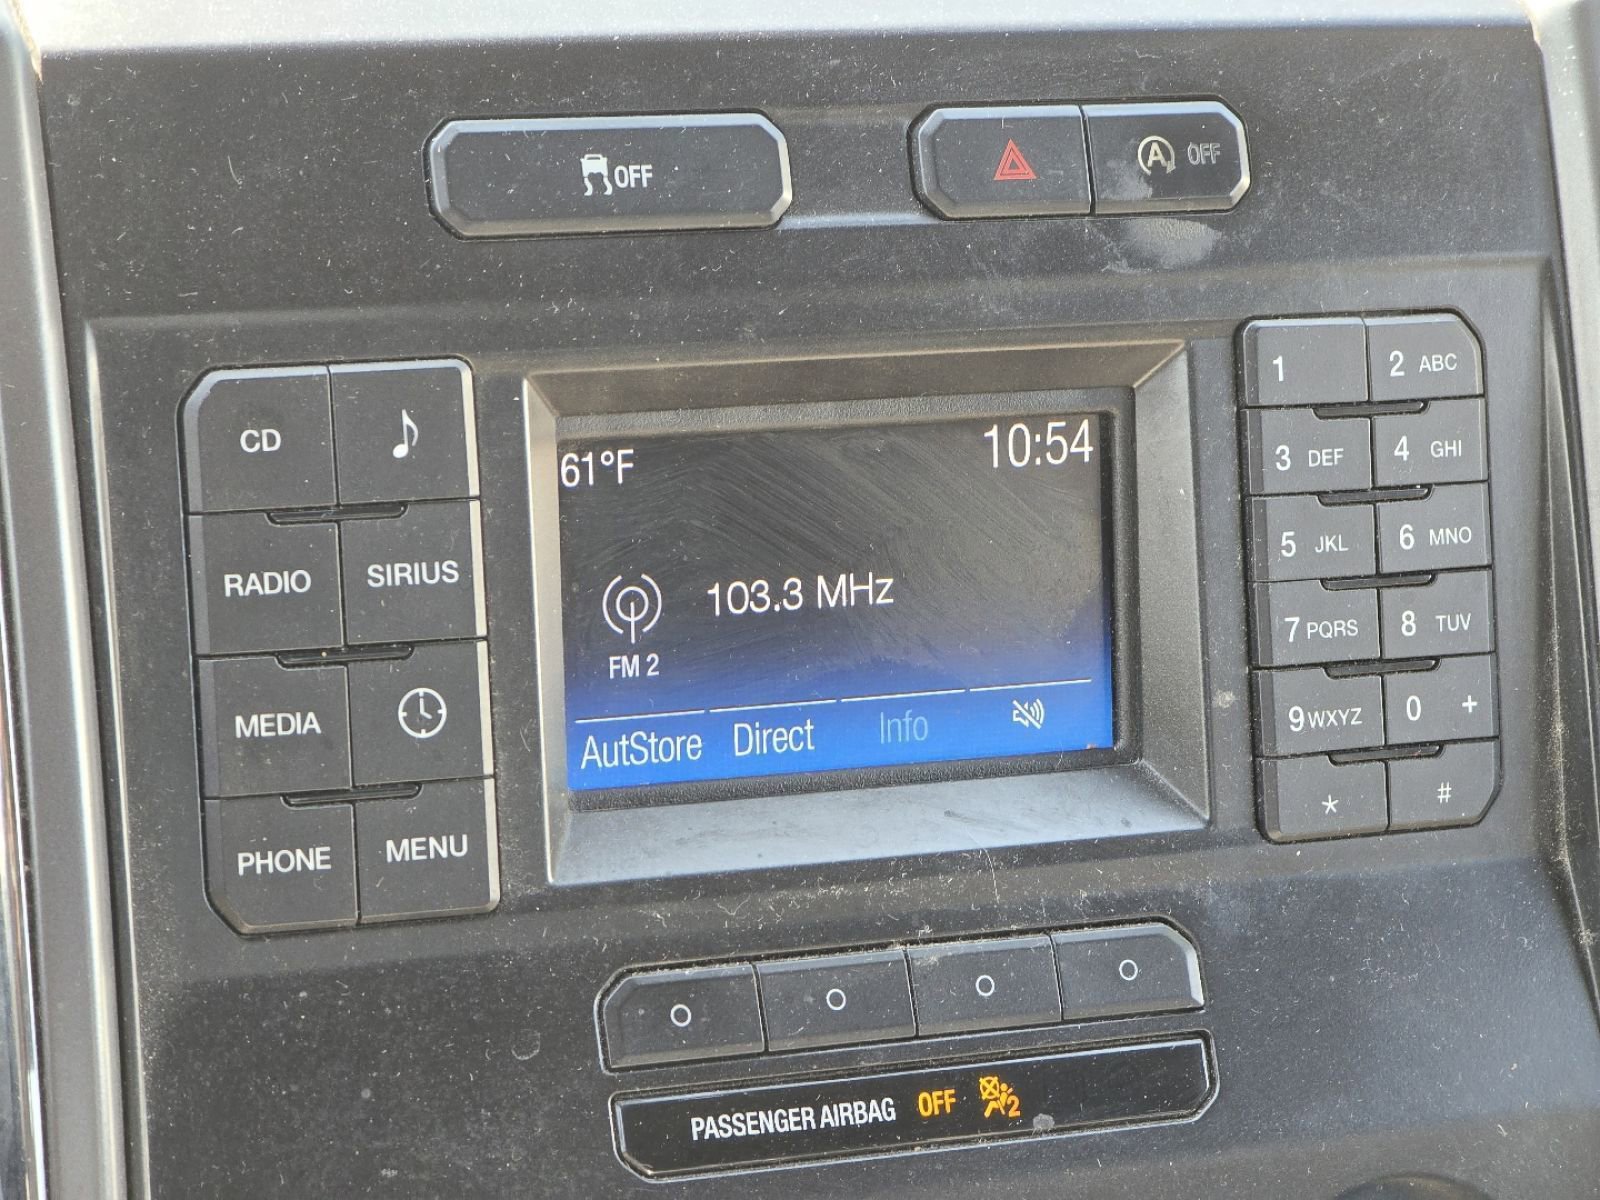 OFF
A OFF
CD
RADIO SIRIUS
MEDIA
PHONE MENU
61°F 10:54
103.3 MHz
FM 2
AutStore Direct Info
1 2 ABC
3 DEF 4 GHI
5 JKL 6 MNO
7 PQRS 8 TUV
9 WXYZ 0 +
* #
PASSENGER AIRBAG OFF 2